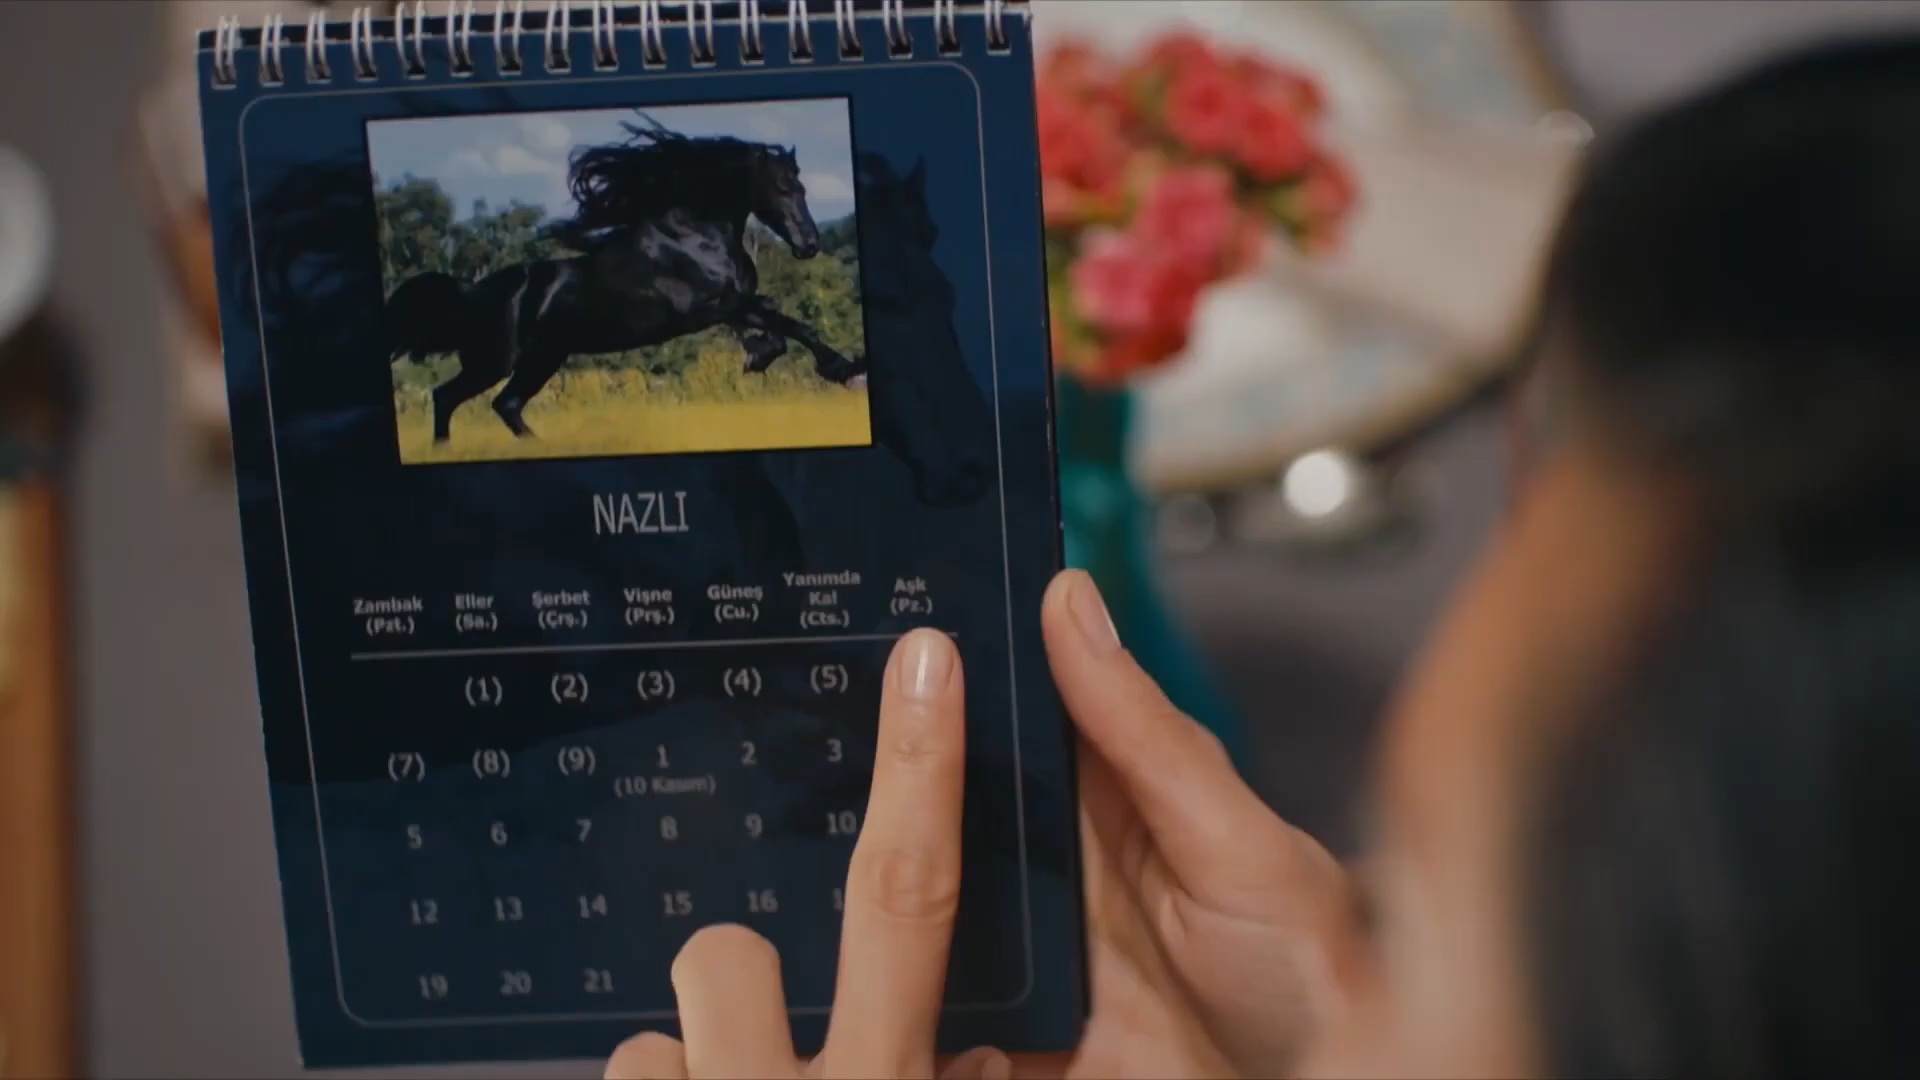 NAZLI
Zambak (Pzt.) Eller (Sa.) Şerbet (Çrş.) Vişne (Prş.) Güneş (Cu.) Yanımda Kal (Cts.) Aşk (Pz.)
(1) (2) (3) (4) (5)
(7) (8) (9) 1 2 3
(10 Kasım)
5 6 7 8 9 10
12 13 14 15 16
19 20 21